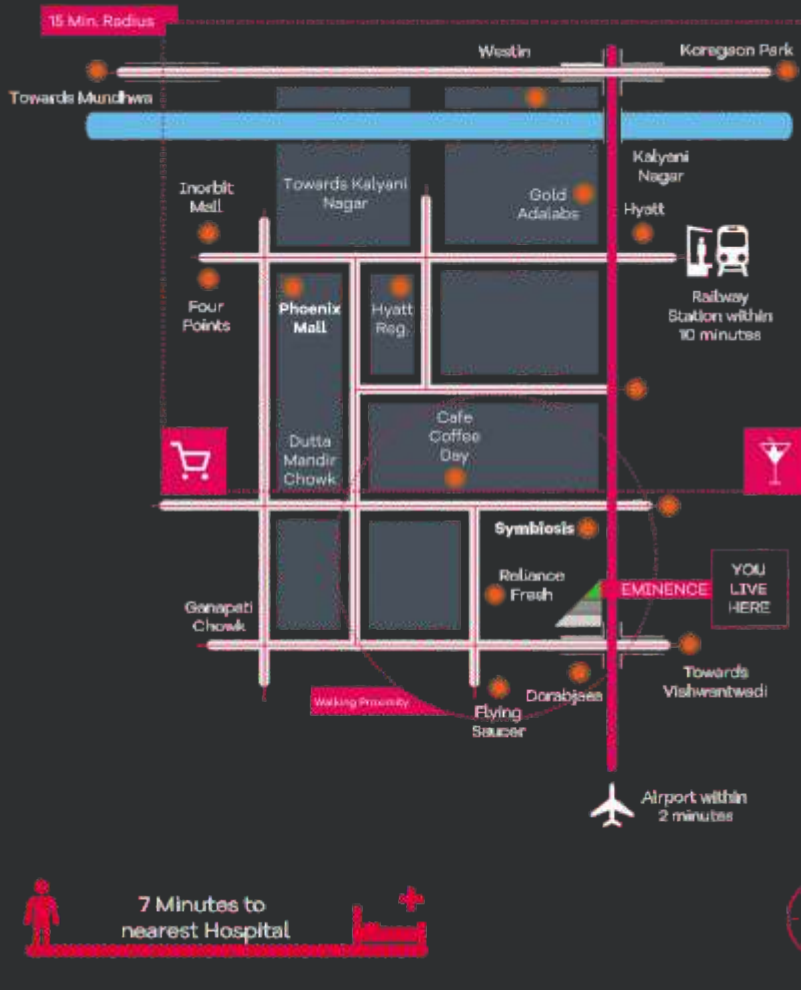 15 Min. Radius
Westin
Koregaon Park
Towards Mundhwa
Kalyani
Nagar
Inorbit
Mall
Towards Kalyani
Nagar
Gold
Adalabs
Hyatt
Four
Points
Phoenix
Mall
Hyatt
Reg.
Railway
Station within
10 minutes
Cafe
Coffee
Day
Dutta
Mandir
Chowk
Symbiosis
Reliance
Fresh
EMINENCE
YOU
LIVE
HERE
Ganapati
Chowk
Walking Proximity
Flying
Saucer
Dorabjees
Towards
Vishwantwadi
Airport within
2 minutes
7 Minutes to
nearest Hospital